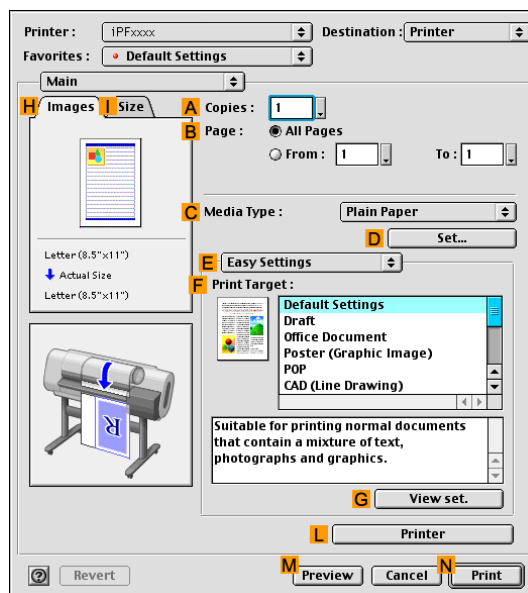 Printer : iPFxxxx Destination : Printer
Favorites : Default Settings
Main
H Images I Size
A Copies : 1
B Page : All Pages
From : 1 To : 1
C Media Type : Plain Paper
D Set...
Letter (8.5"x11")
Actual Size
Letter (8.5"x11")
E Easy Settings
F Print Target :
Default Settings
Draft
Office Document
Poster (Graphic Image)
POP
CAD (Line Drawing)
R
Suitable for printing normal documents
that contain a mixture of text,
photographs and graphics.
G View set.
L Printer
? Revert M Preview Cancel N Print